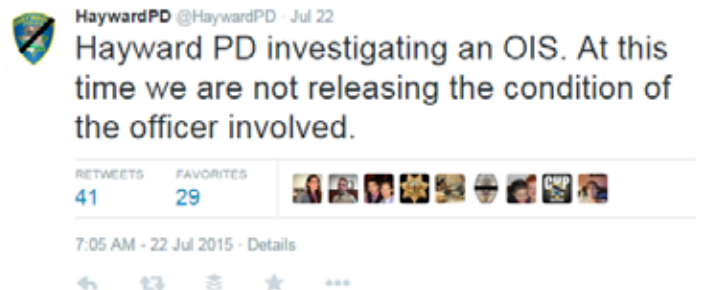 HaywardPD @HaywardPD · Jul 22
Hayward PD investigating an OIS. At this
time we are not releasing the condition of
the officer involved.
RETWEETS FAVORITES
41 29
7:05 AM - 22 Jul 2015 · Details